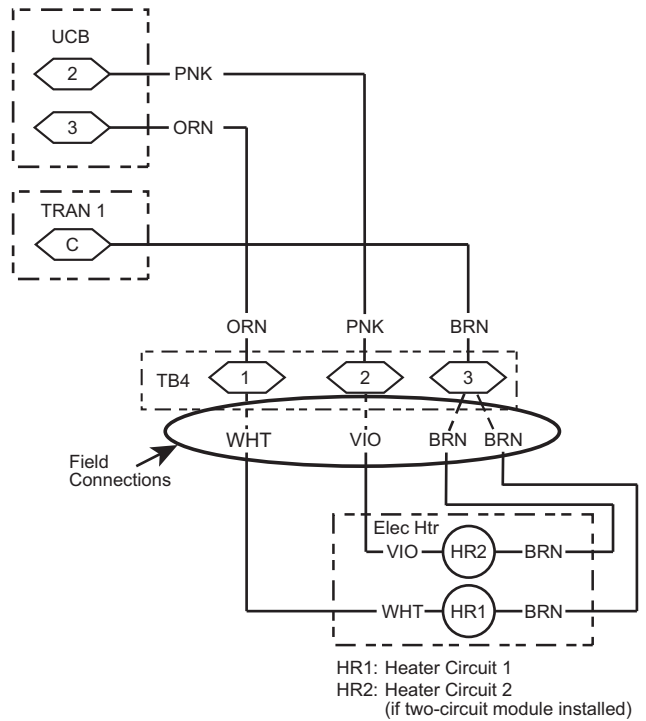 UCB
2 PNK
3 ORN
TRAN 1
C
ORN PNK BRN
TB4 1 2 3
WHT VIO BRN BRN
Field
Connections
Elec Htr
VIO HR2 BRN
WHT HR1 BRN
HR1: Heater Circuit 1
HR2: Heater Circuit 2
(if two-circuit module installed)